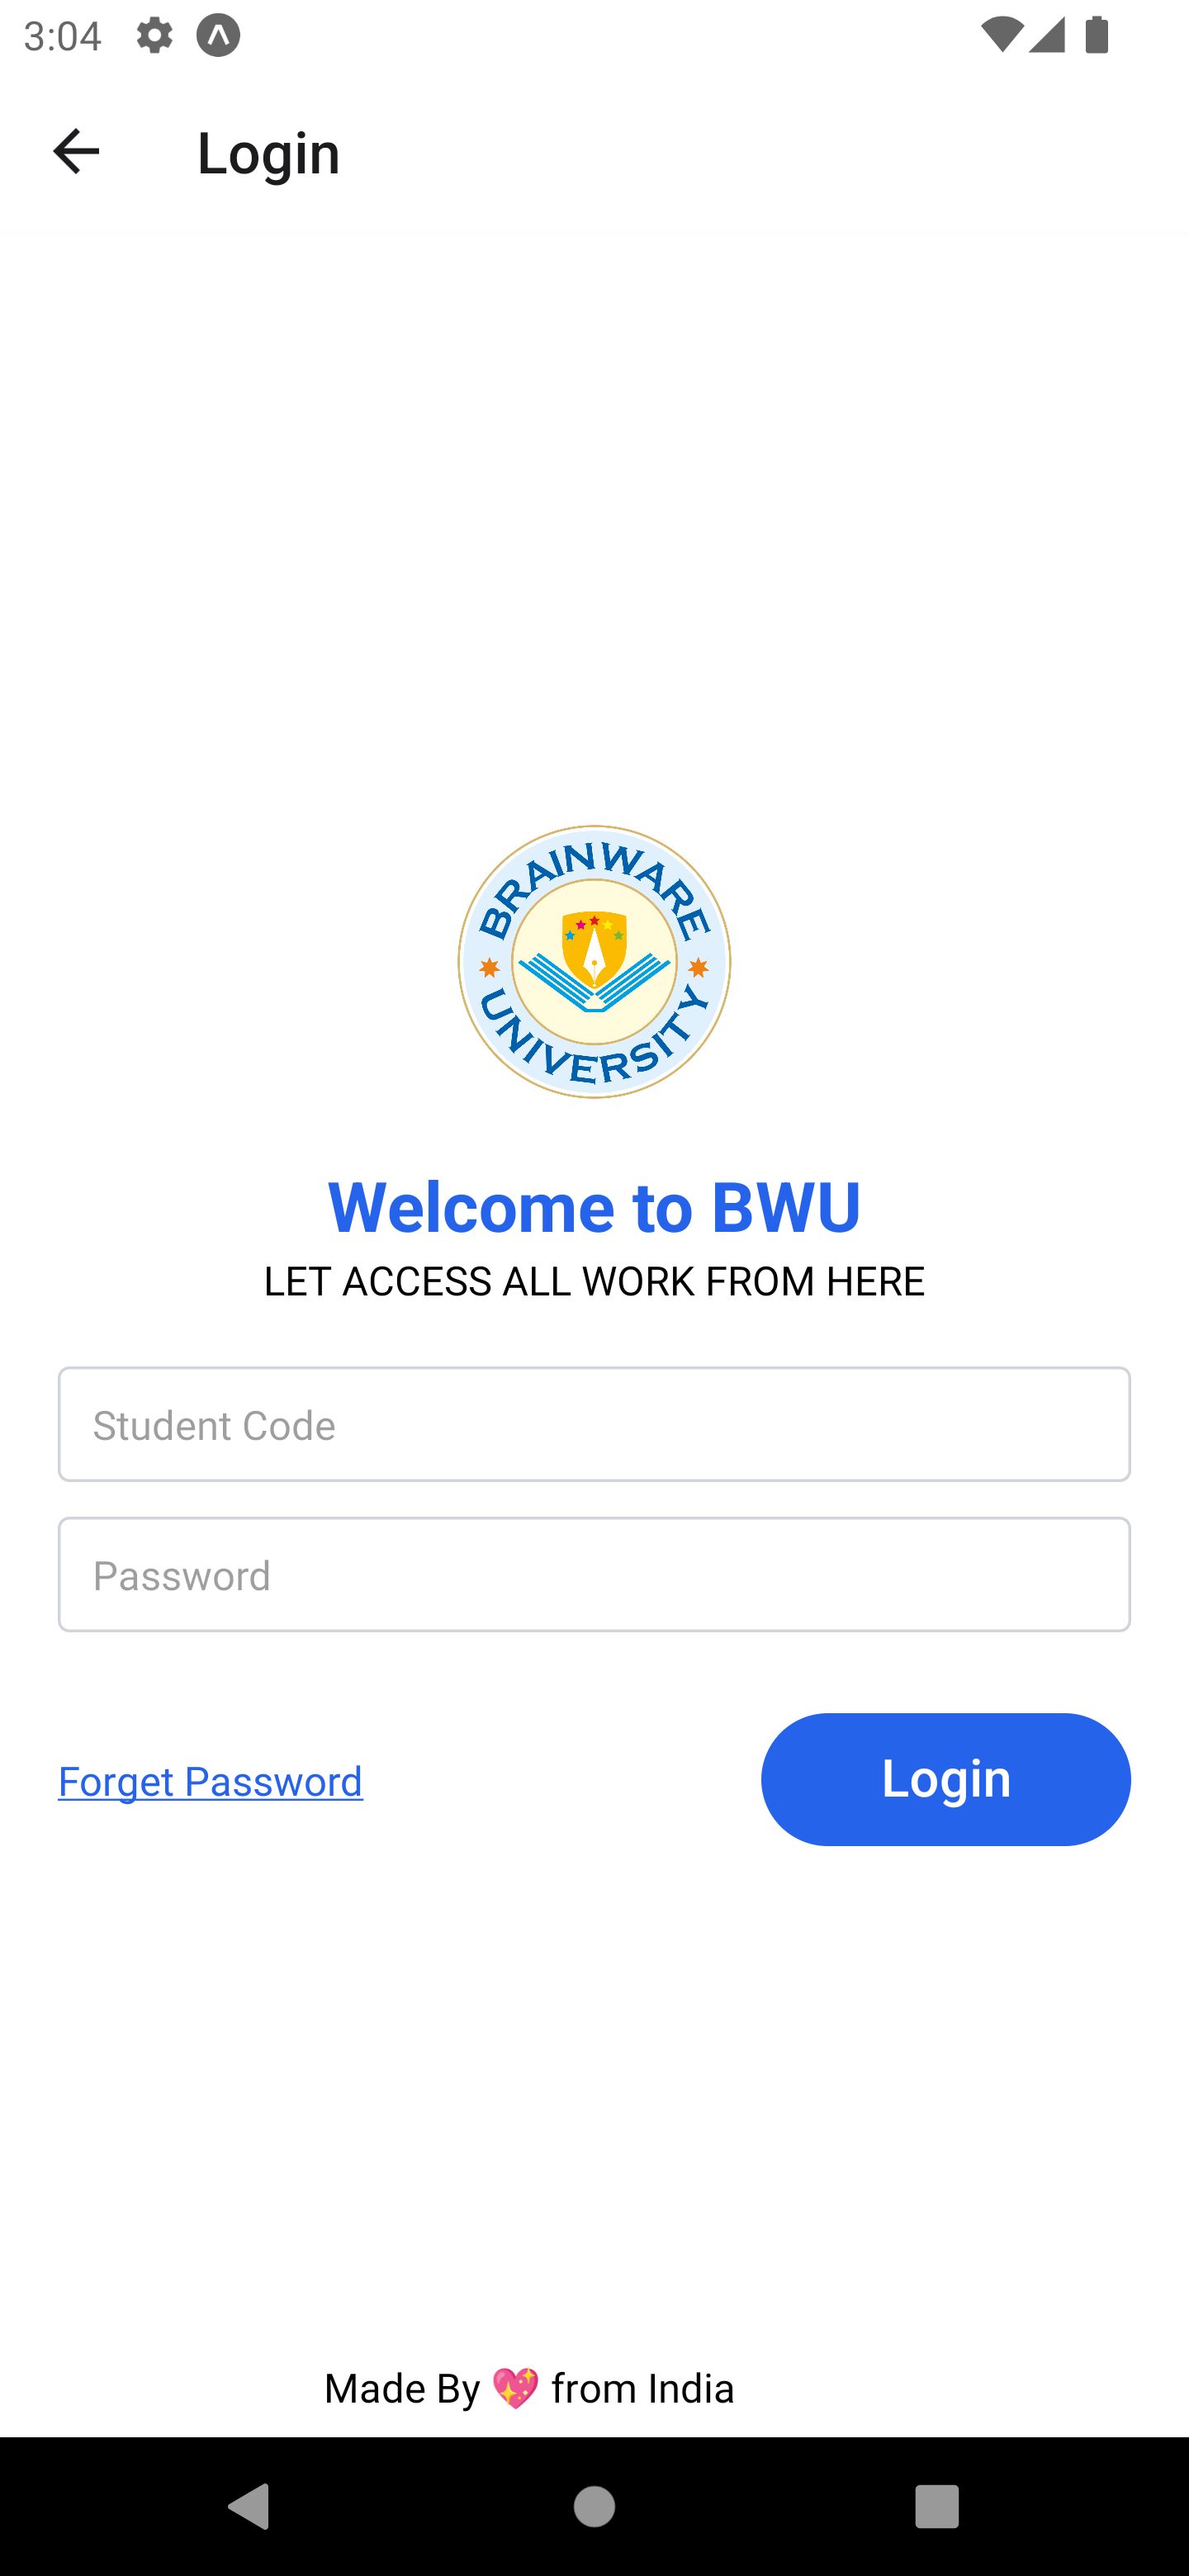 3:04
Login
BRAINWARE
UNIVERSITY
Welcome to BWU
LET ACCESS ALL WORK FROM HERE
Student Code
Password
Forget Password
Login
Made By 💖 from India